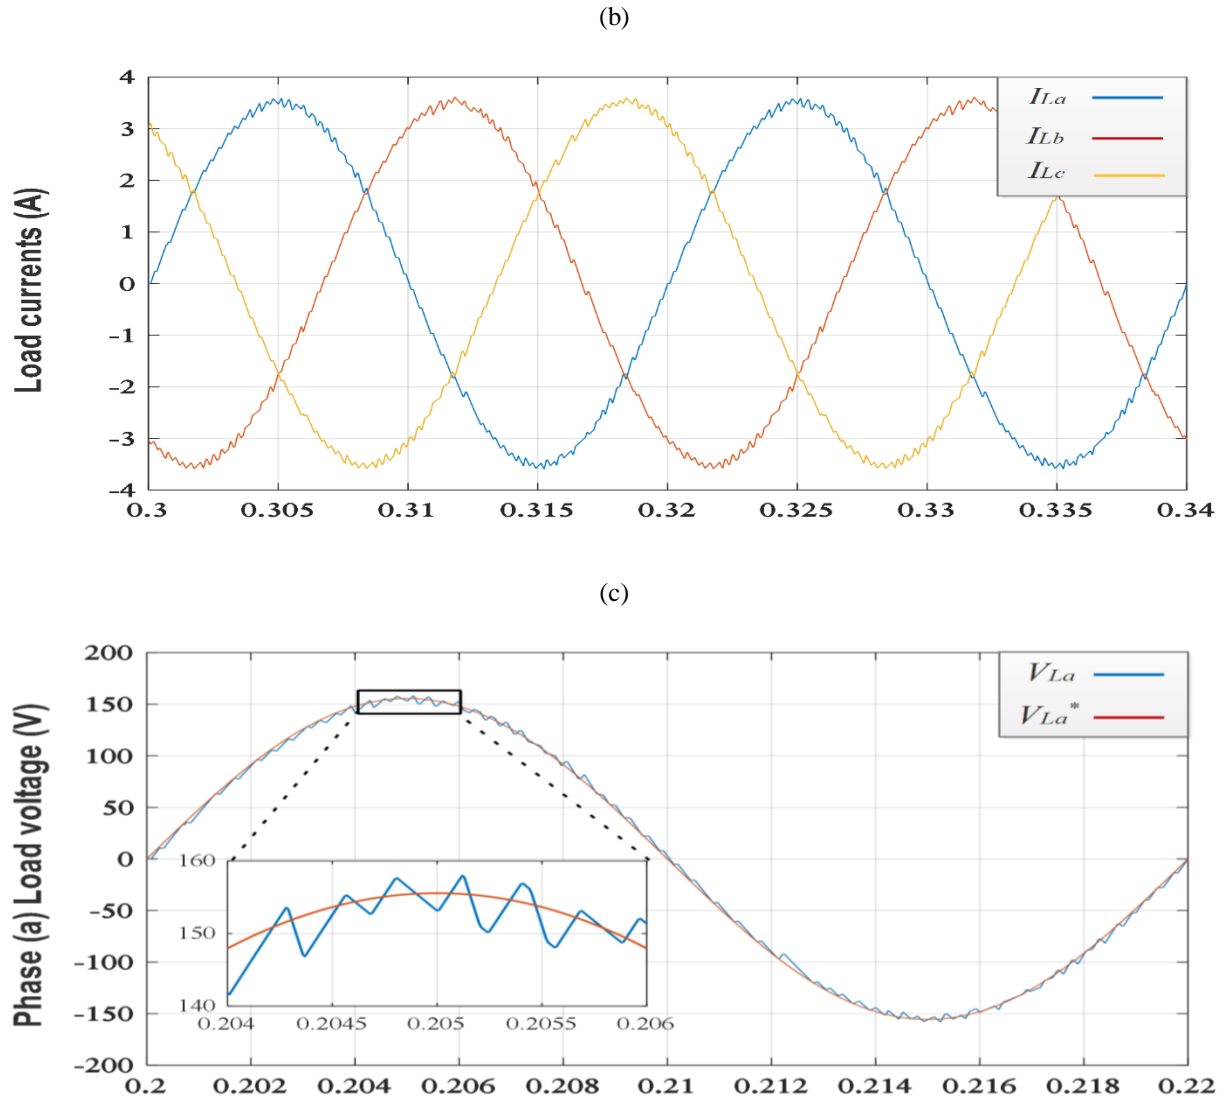 (b)
Load currents (A)
4
3
2
1
0
-1
-2
-3
-4
0.3 0.305 0.31 0.315 0.32 0.325 0.33 0.335 0.34
ILa
ILb
ILc
(c)
Phase (a) Load voltage (V)
200
150
100
50
0
-50
-100
-150
-200
0.2 0.202 0.204 0.206 0.208 0.21 0.212 0.214 0.216 0.218 0.22
VLa
VLa*
160
150
140
0.204 0.2045 0.205 0.2055 0.206